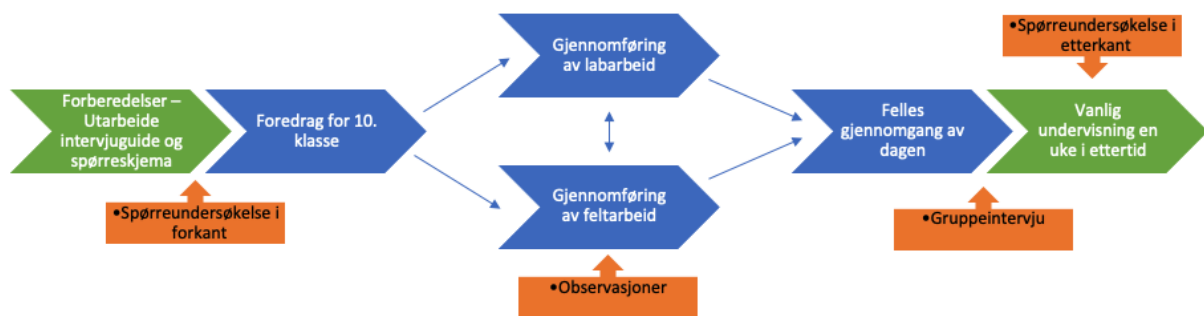 Forberedelser –
Utarbeide
intervjuguide og
spørreskjema
•Spørreundersøkelse i
forkant
Foredrag for 10.
klasse
Gjennomføring
av labarbeid
Gjennomføring
av feltarbeid
•Observasjoner
Felles
gjennomgang av
dagen
•Gruppeintervju
•Spørreundersøkelse i
etterkant
Vanlig
undervisning en
uke i ettertid